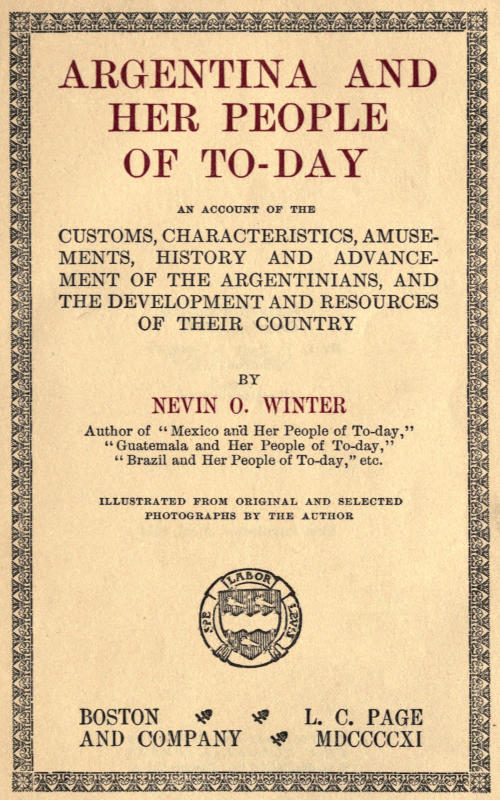 ARGENTINA AND
HER PEOPLE
OF TO-DAY
AN ACCOUNT OF THE
CUSTOMS, CHARACTERISTICS, AMUSE-
MENTS, HISTORY AND ADVANCE-
MENT OF THE ARGENTINIANS, AND
THE DEVELOPMENT AND RESOURCES
OF THEIR COUNTRY
BY
NEVIN O. WINTER
Author of “Mexico and Her People of To-day,”
“Guatemala and Her People of To-day,”
“Brazil and Her People of To-day,” etc.
ILLUSTRATED FROM ORIGINAL AND SELECTED
PHOTOGRAPHS BY THE AUTHOR
SPE LABOR LEVIS
BOSTON L. C. PAGE
AND COMPANY MDCCCCXI